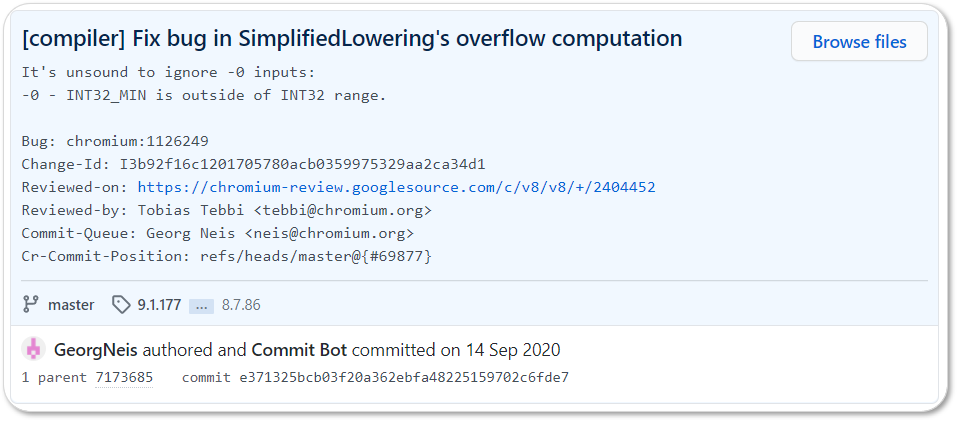 [compiler] Fix bug in SimplifiedLowering's overflow computation
Browse files
It's unsound to ignore -0 inputs:
-0 - INT32_MIN is outside of INT32 range.
Bug: chromium:1126249
Change-Id: I3b92f16c1201705780acb0359975329aa2ca34d1
Reviewed-on: https://chromium-review.googlesource.com/c/v8/v8/+/2404452
Reviewed-by: Tobias Tebbi <tebbi@chromium.org>
Commit-Queue: Georg Neis <neis@chromium.org>
Cr-Commit-Position: refs/heads/master@{#69877}
master 9.1.177 ... 8.7.86
GeorgNeis authored and Commit Bot committed on 14 Sep 2020
1 parent 7173685 commit e371325bcb03f20a362ebfa48225159702c6fde7